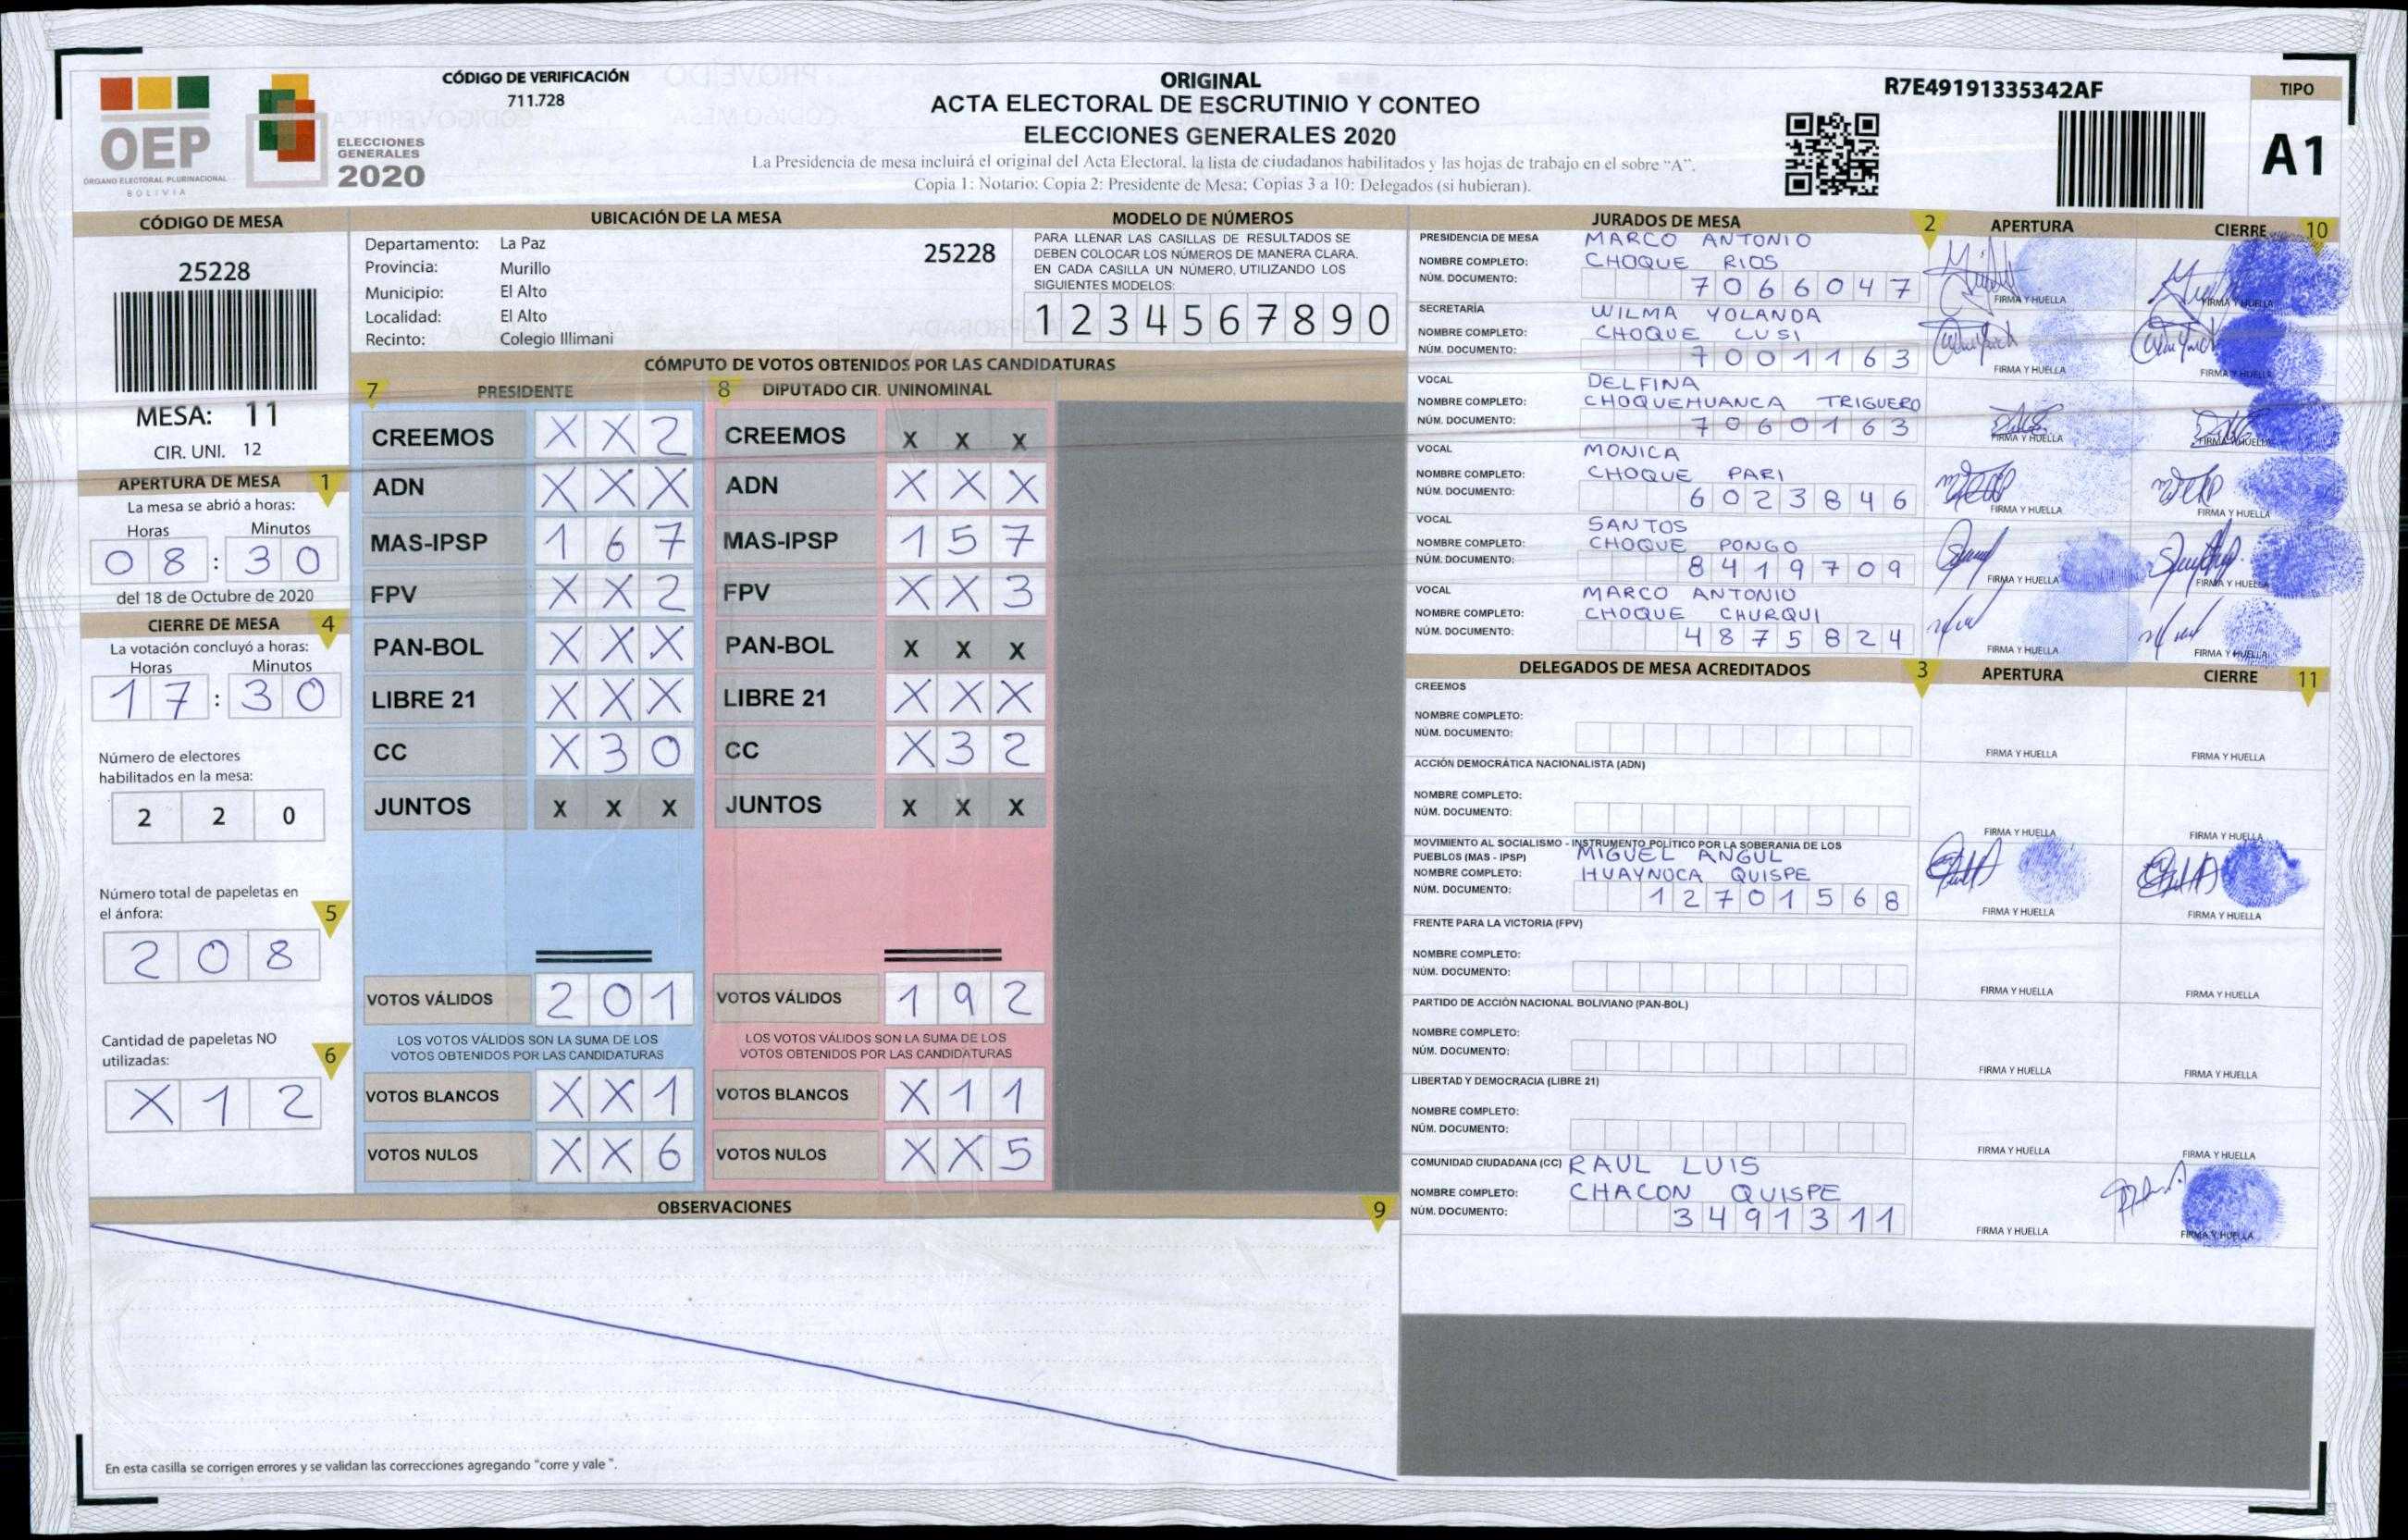 OEP
ÓRGANO ELECTORAL PLURINACIONAL
BOLIVIA
ELECCIONES
GENERALES
2020
CÓDIGO DE VERIFICACIÓN
711.728
ORIGINAL
ACTA ELECTORAL DE ESCRUTINIO Y CONTEO
ELECCIONES GENERALES 2020
La Presidencia de mesa incluirá el original del Acta Electoral, la lista de ciudadanos habilitados y las hojas de trabajo en el sobre "A".
Copia 1: Notario; Copia 2: Presidente de Mesa; Copias 3 a 10: Delegados (si hubieran).
R7E49191335342AF
TIPO
A1
CÓDIGO DE MESA
25228
MESA: 11
CIR. UNI. 12
APERTURA DE MESA 1
La mesa se abrió a horas:
Horas Minutos
08:30
del 18 de Octubre de 2020
CIERRE DE MESA 4
La votación concluyó a horas:
Horas Minutos
17:30
Número de electores
habilitados en la mesa:
2 2 0
Número total de papeletas en
el ánfora: 5
2 0 8
Cantidad de papeletas NO
utilizadas: 6
X 1 2
UBICACIÓN DE LA MESA
Departamento: La Paz
25228
Provincia: Murillo
Municipio: El Alto
Localidad: El Alto
Recinto: Colegio Illimani
MODELO DE NÚMEROS
PARA LLENAR LAS CASILLAS DE RESULTADOS SE
DEBEN COLOCAR LOS NÚMEROS DE MANERA CLARA.
EN CADA CASILLA UN NÚMERO, UTILIZANDO LOS
SIGUIENTES MODELOS:
1 2 3 4 5 6 7 8 9 0
CÓMPUTO DE VOTOS OBTENIDOS POR LAS CANDIDATURAS
7 PRESIDENTE
CREEMOS X X 2
ADN X X X
MAS-IPSP 1 6 7
FPV X X 2
PAN-BOL X X X
LIBRE 21 X X X
CC X 3 0
JUNTOS X X X
VOTOS VÁLIDOS 2 0 1
LOS VOTOS VÁLIDOS SON LA SUMA DE LOS
VOTOS OBTENIDOS POR LAS CANDIDATURAS
VOTOS BLANCOS X X 1
VOTOS NULOS X X 6
8 DIPUTADO CIR. UNINOMINAL
CREEMOS X X X
ADN X X X
MAS-IPSP 1 5 7
FPV X X 3
PAN-BOL X X X
LIBRE 21 X X X
CC X 3 2
JUNTOS X X X
VOTOS VÁLIDOS 1 9 2
LOS VOTOS VÁLIDOS SON LA SUMA DE LOS
VOTOS OBTENIDOS POR LAS CANDIDATURAS
VOTOS BLANCOS X 1 1
VOTOS NULOS X X 5
OBSERVACIONES 9
En esta casilla se corrigen errores y se validan las correcciones agregando "corre y vale ".
JURADOS DE MESA 2 APERTURA CIERRE 10
PRESIDENCIA DE MESA MARCO ANTONIO
NOMBRE COMPLETO: CHOQUE RIOS
NÚM. DOCUMENTO: 7066047
FIRMA Y HUELLA FIRMA Y HUELLA
SECRETARÍA WILMA YOLANDA
NOMBRE COMPLETO: CHOQUE CUSI
NÚM. DOCUMENTO: 7001163
FIRMA Y HUELLA FIRMA Y HUELLA
VOCAL DELFINA
NOMBRE COMPLETO: CHOQUEHUANCA TRIGUERO
NÚM. DOCUMENTO: 7060163
FIRMA Y HUELLA FIRMA Y HUELLA
VOCAL MONICA
NOMBRE COMPLETO: CHOQUE PARI
NÚM. DOCUMENTO: 6023846
FIRMA Y HUELLA FIRMA Y HUELLA
VOCAL SANTOS
NOMBRE COMPLETO: CHOQUE PONGO
NÚM. DOCUMENTO: 8419709
FIRMA Y HUELLA FIRMA Y HUELLA
VOCAL MARCO ANTONIO
NOMBRE COMPLETO: CHOQUE CHURQUI
NÚM. DOCUMENTO: 4875824
FIRMA Y HUELLA FIRMA Y HUELLA
DELEGADOS DE MESA ACREDITADOS 3 APERTURA CIERRE 11
CREEMOS
NOMBRE COMPLETO:
NÚM. DOCUMENTO:
FIRMA Y HUELLA FIRMA Y HUELLA
ACCIÓN DEMOCRÁTICA NACIONALISTA (ADN)
NOMBRE COMPLETO:
NÚM. DOCUMENTO:
FIRMA Y HUELLA FIRMA Y HUELLA
MOVIMIENTO AL SOCIALISMO - INSTRUMENTO POLÍTICO POR LA SOBERANIA DE LOS
PUEBLOS (MAS - IPSP) MIGUEL ANGUL
NOMBRE COMPLETO: HUAYNOCA QUISPE
NÚM. DOCUMENTO: 12701568
FIRMA Y HUELLA FIRMA Y HUELLA
FRENTE PARA LA VICTORIA (FPV)
NOMBRE COMPLETO:
NÚM. DOCUMENTO:
FIRMA Y HUELLA FIRMA Y HUELLA
PARTIDO DE ACCIÓN NACIONAL BOLIVIANO (PAN-BOL)
NOMBRE COMPLETO:
NÚM. DOCUMENTO:
FIRMA Y HUELLA FIRMA Y HUELLA
LIBERTAD Y DEMOCRACIA (LIBRE 21)
NOMBRE COMPLETO:
NÚM. DOCUMENTO:
FIRMA Y HUELLA FIRMA Y HUELLA
COMUNIDAD CIUDADANA (CC) RAUL LUIS
NOMBRE COMPLETO: CHACON QUISPE
NÚM. DOCUMENTO: 3491311
FIRMA Y HUELLA FIRMA Y HUELLA